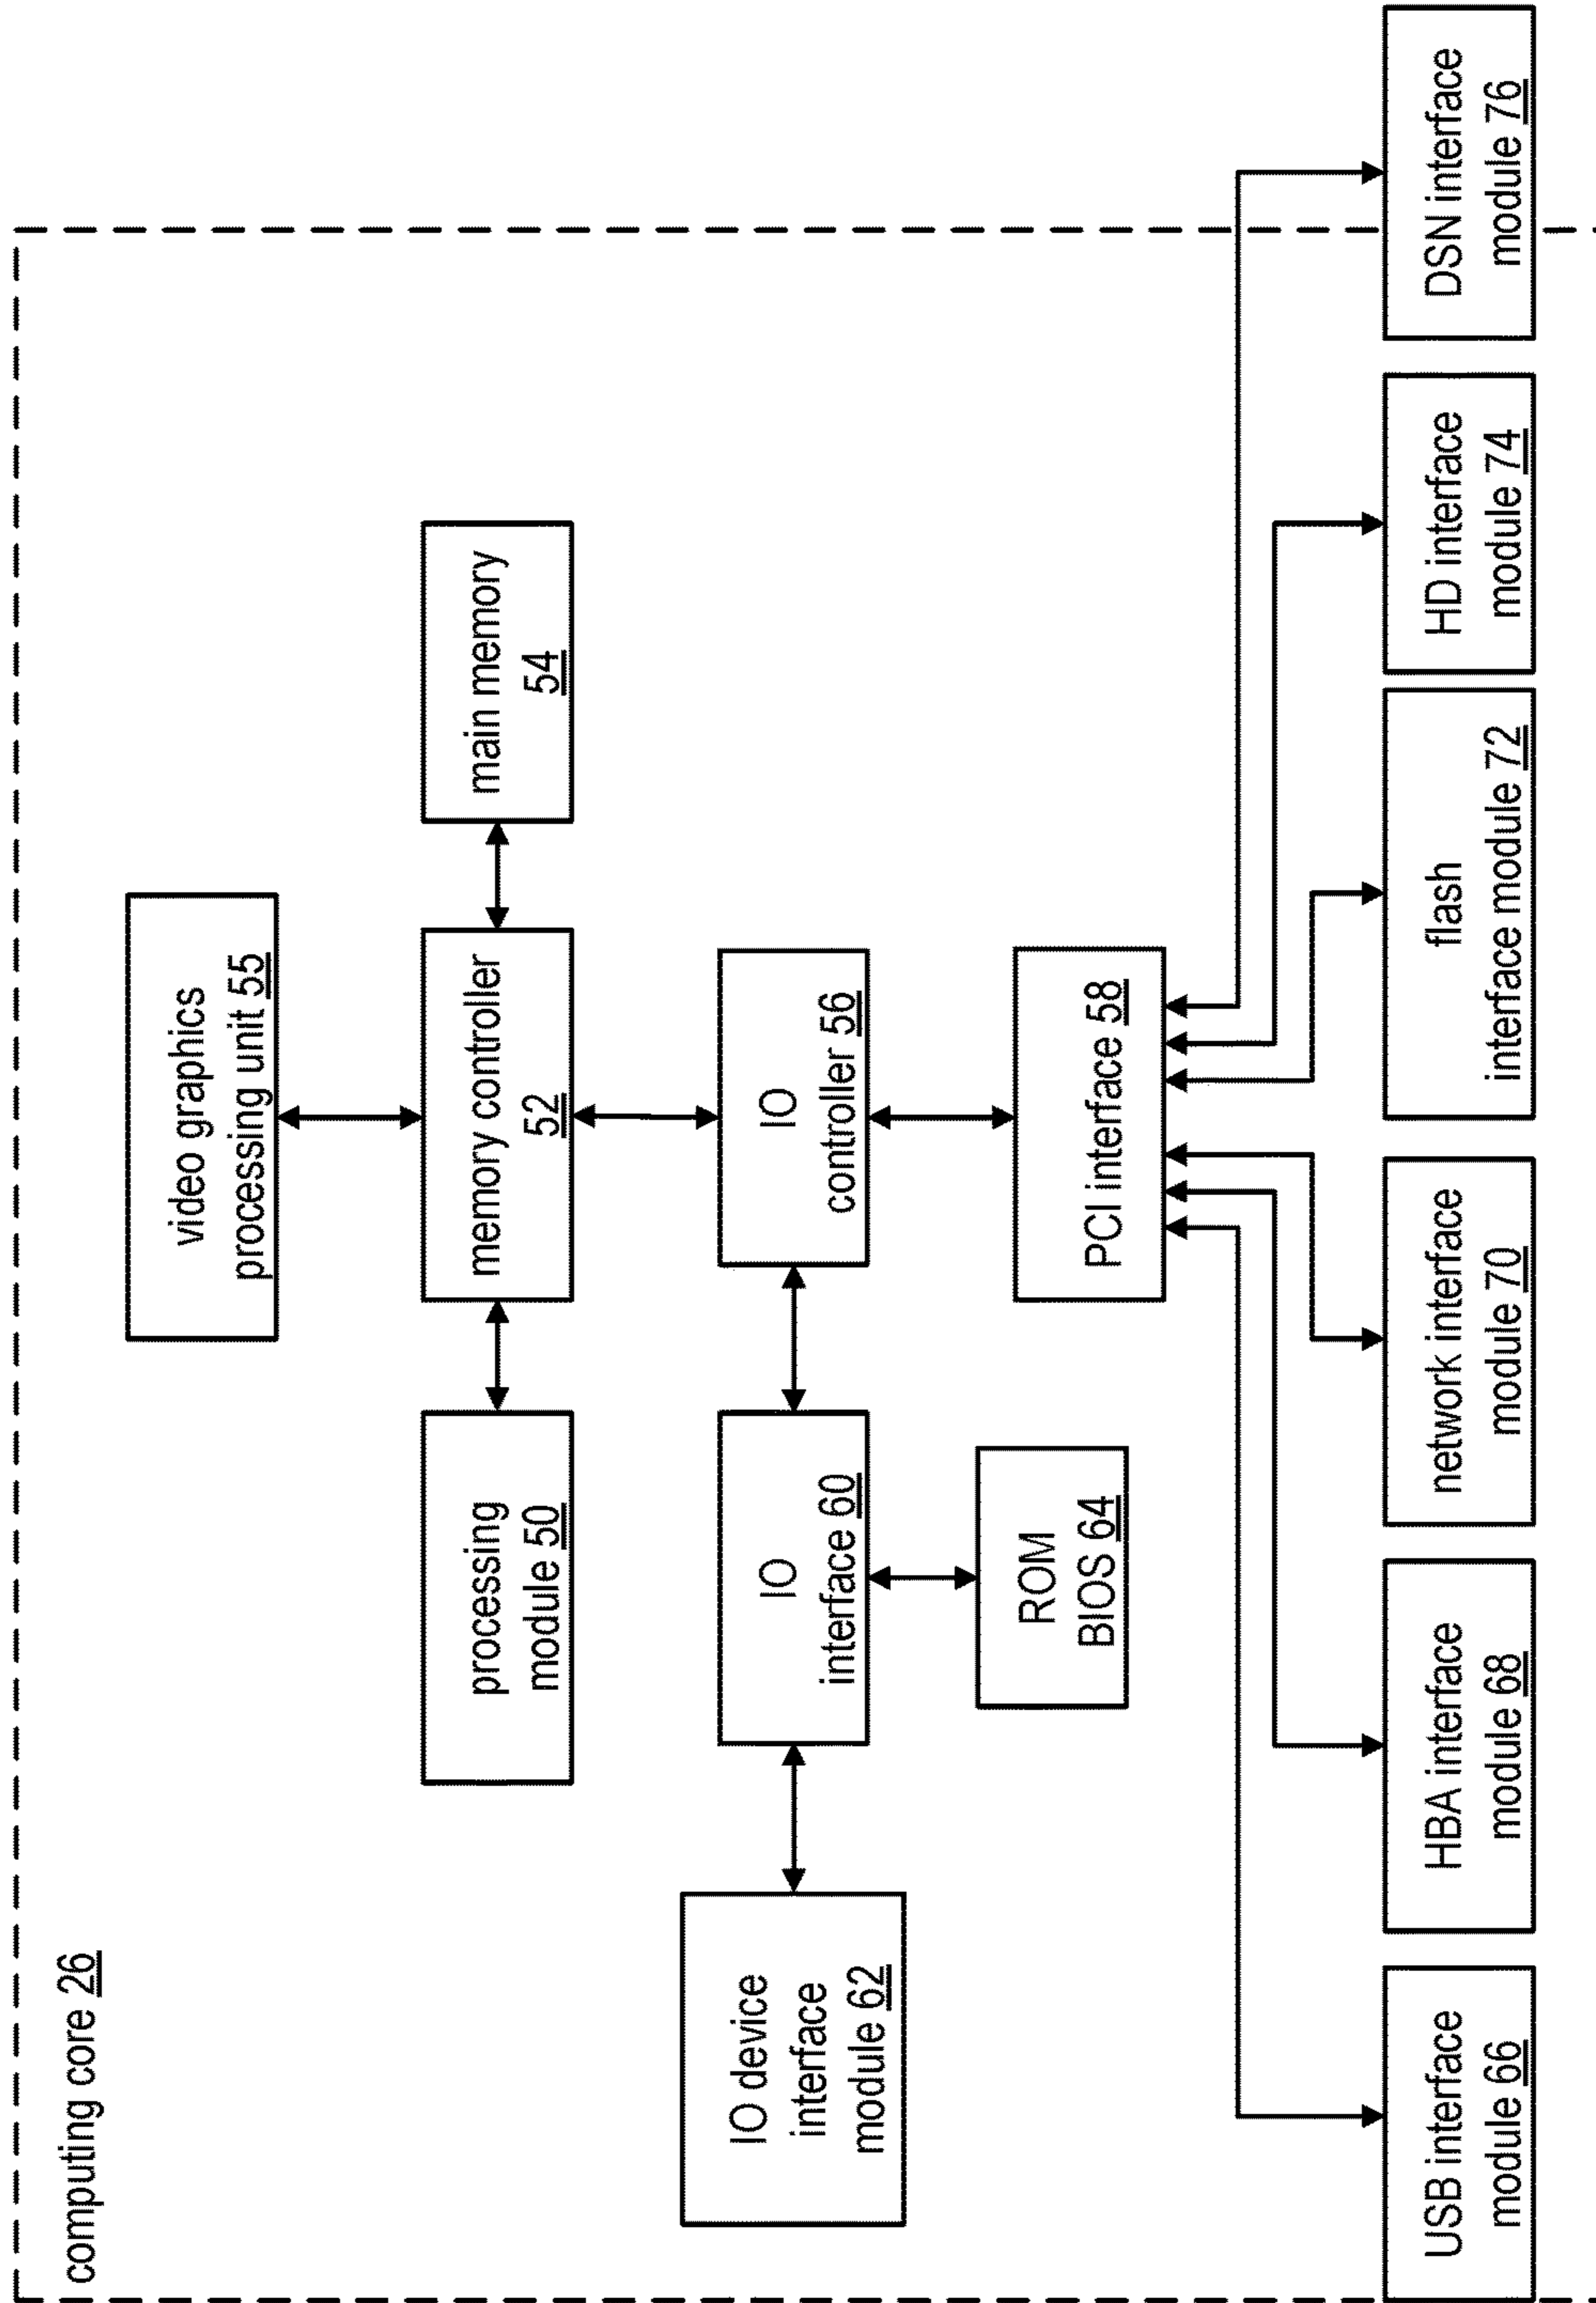 computing core 26
video graphics
processing unit 55
processing
module 50
memory controller
52
main memory
54
IO device
interface
module 62
IO
interface 60
IO
controller 56
ROM
BIOS 64
PCI interface 58
USB interface
module 66
HBA interface
module 68
network interface
module 70
flash
interface module 72
HD interface
module 74
DSN interface
module 76